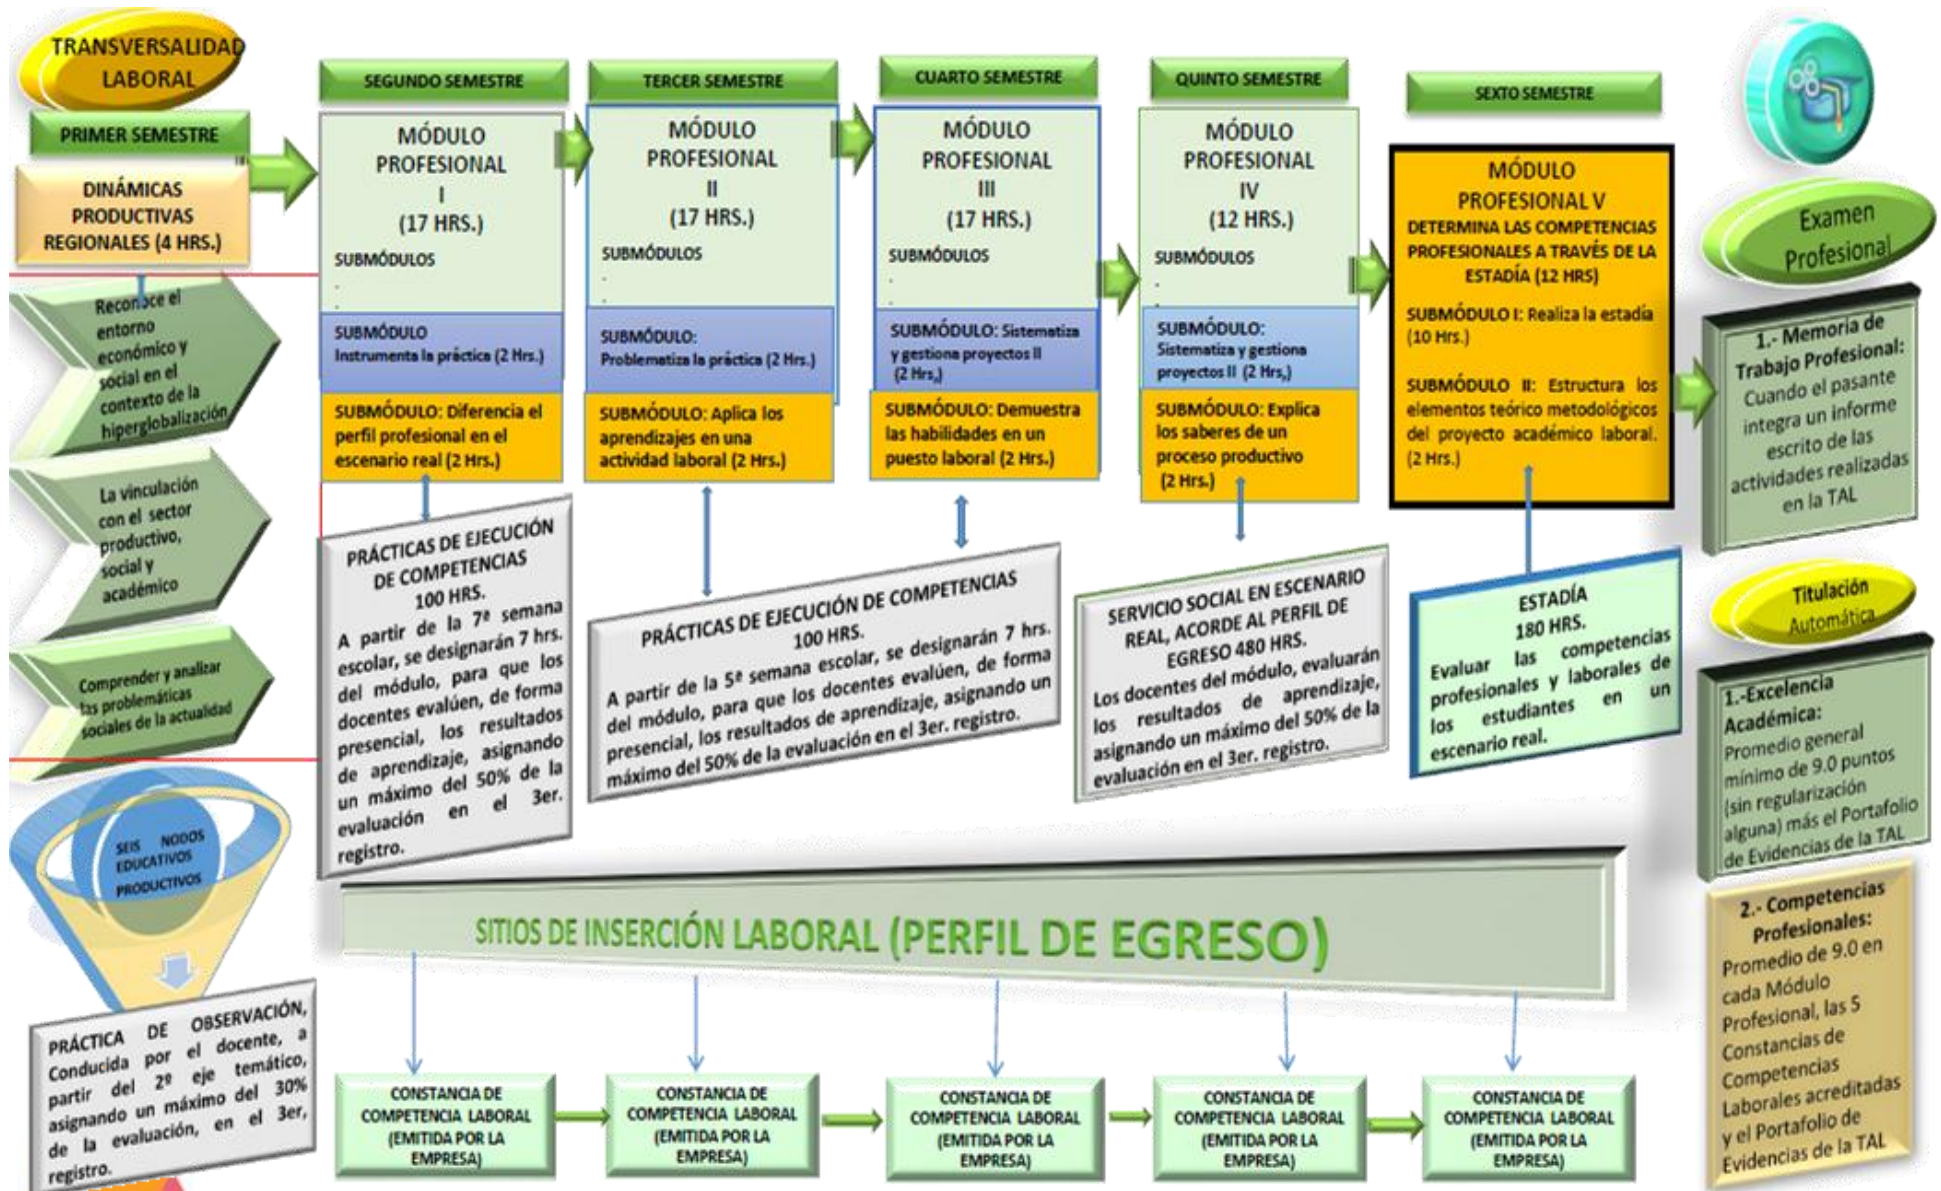 TRANSVERSALIDAD
LABORAL
PRIMER SEMESTRE
DINÁMICAS
PRODUCTIVAS
REGIONALES (4 HRS.)
Reconoce el
entorno
económico y
social en el
contexto de la
hiperglobalización
La vinculación
con el sector
productivo,
social y
académico
Comprender y analizar
las problemáticas
sociales de la actualidad
SEIS NODOS
EDUCATIVOS
PRODUCTIVOS
PRÁCTICA DE OBSERVACIÓN,
Conducida por el docente, a
partir del 2º eje temático,
asignando un máximo del 30%
de la evaluación, en el 3er,
registro.
SEGUNDO SEMESTRE
MÓDULO
PROFESIONAL
I
(17 HRS.)
SUBMÓDULOS
.
.
SUBMÓDULO
Instrumenta la práctica (2 Hrs.)
SUBMÓDULO: Diferencia el
perfil profesional en el
escenario real (2 Hrs.)
PRÁCTICAS DE EJECUCIÓN
DE COMPETENCIAS
100 HRS.
A partir de la 7ª semana
escolar, se designarán 7 hrs.
del módulo, para que los
docentes evalúen, de forma
presencial, los resultados
de aprendizaje, asignando
un máximo del 50% de la
evaluación en el 3er.
registro.
TERCER SEMESTRE
MÓDULO
PROFESIONAL
II
(17 HRS.)
SUBMÓDULOS
.
.
SUBMÓDULO:
Problematiza la práctica (2 Hrs.)
SUBMÓDULO: Aplica los
aprendizajes en una
actividad laboral (2 Hrs.)
CUARTO SEMESTRE
MÓDULO
PROFESIONAL
III
(17 HRS.)
SUBMÓDULOS
.
.
SUBMÓDULO: Sistematiza
y gestiona proyectos II
(2 Hrs,)
SUBMÓDULO: Demuestra
las habilidades en un
puesto laboral (2 Hrs.)
PRÁCTICAS DE EJECUCIÓN DE COMPETENCIAS
100 HRS.
A partir de la 5ª semana escolar, se designarán 7 hrs.
del módulo, para que los docentes evalúen, de forma
presencial, los resultados de aprendizaje, asignando un
máximo del 50% de la evaluación en el 3er. registro.
QUINTO SEMESTRE
MÓDULO
PROFESIONAL
IV
(12 HRS.)
SUBMÓDULOS
.
.
SUBMÓDULO:
Sistematiza y gestiona
proyectos II (2 Hrs,)
SUBMÓDULO: Explica
los saberes de un
proceso productivo
(2 Hrs.)
SERVICIO SOCIAL EN ESCENARIO
REAL, ACORDE AL PERFIL DE
EGRESO 480 HRS.
Los docentes del módulo, evaluarán
los resultados de aprendizaje,
asignando un máximo del 50% de la
evaluación en el 3er. registro.
SEXTO SEMESTRE
MÓDULO
PROFESIONAL V
DETERMINA LAS COMPETENCIAS
PROFESIONALES A TRAVÉS DE LA
ESTADÍA (12 HRS)
SUBMÓDULO I: Realiza la estadía
(10 Hrs.)
SUBMÓDULO II: Estructura los
elementos teórico metodológicos
del proyecto académico laboral.
(2 Hrs.)
ESTADÍA
180 HRS.
Evaluar las competencias
profesionales y laborales de
los estudiantes en un
escenario real.
Examen
Profesional
1.- Memoria de
Trabajo Profesional:
Cuando el pasante
integra un informe
escrito de las
actividades realizadas
en la TAL
Titulación
Automática
1.-Excelencia
Académica:
Promedio general
mínimo de 9.0 puntos
(sin regularización
alguna) más el Portafolio
de Evidencias de la TAL
2.- Competencias
Profesionales:
Promedio de 9.0 en
cada Módulo
Profesional, las 5
Constancias de
Competencias
Laborales acreditadas
y el Portafolio de
Evidencias de la TAL
SITIOS DE INSERCIÓN LABORAL (PERFIL DE EGRESO)
CONSTANCIA DE
COMPETENCIA LABORAL
(EMITIDA POR LA
EMPRESA)
CONSTANCIA DE
COMPETENCIA LABORAL
(EMITIDA POR LA
EMPRESA)
CONSTANCIA DE
COMPETENCIA LABORAL
(EMITIDA POR LA
EMPRESA)
CONSTANCIA DE
COMPETENCIA LABORAL
(EMITIDA POR LA
EMPRESA)
CONSTANCIA DE
COMPETENCIA LABORAL
(EMITIDA POR LA
EMPRESA)